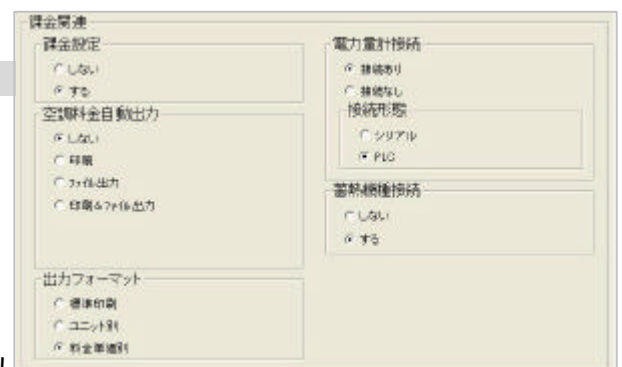 課金関連
課金設定
しない
する
空調料金自動出力
しない
印刷
ファイル出力
印刷&ファイル出力
出力フォーマット
標準印刷
ユニット別
料金単価別
電力量計接続
接続あり
接続なし
接続形態
シリアル
PLC
蓄熱機種接続
しない
する